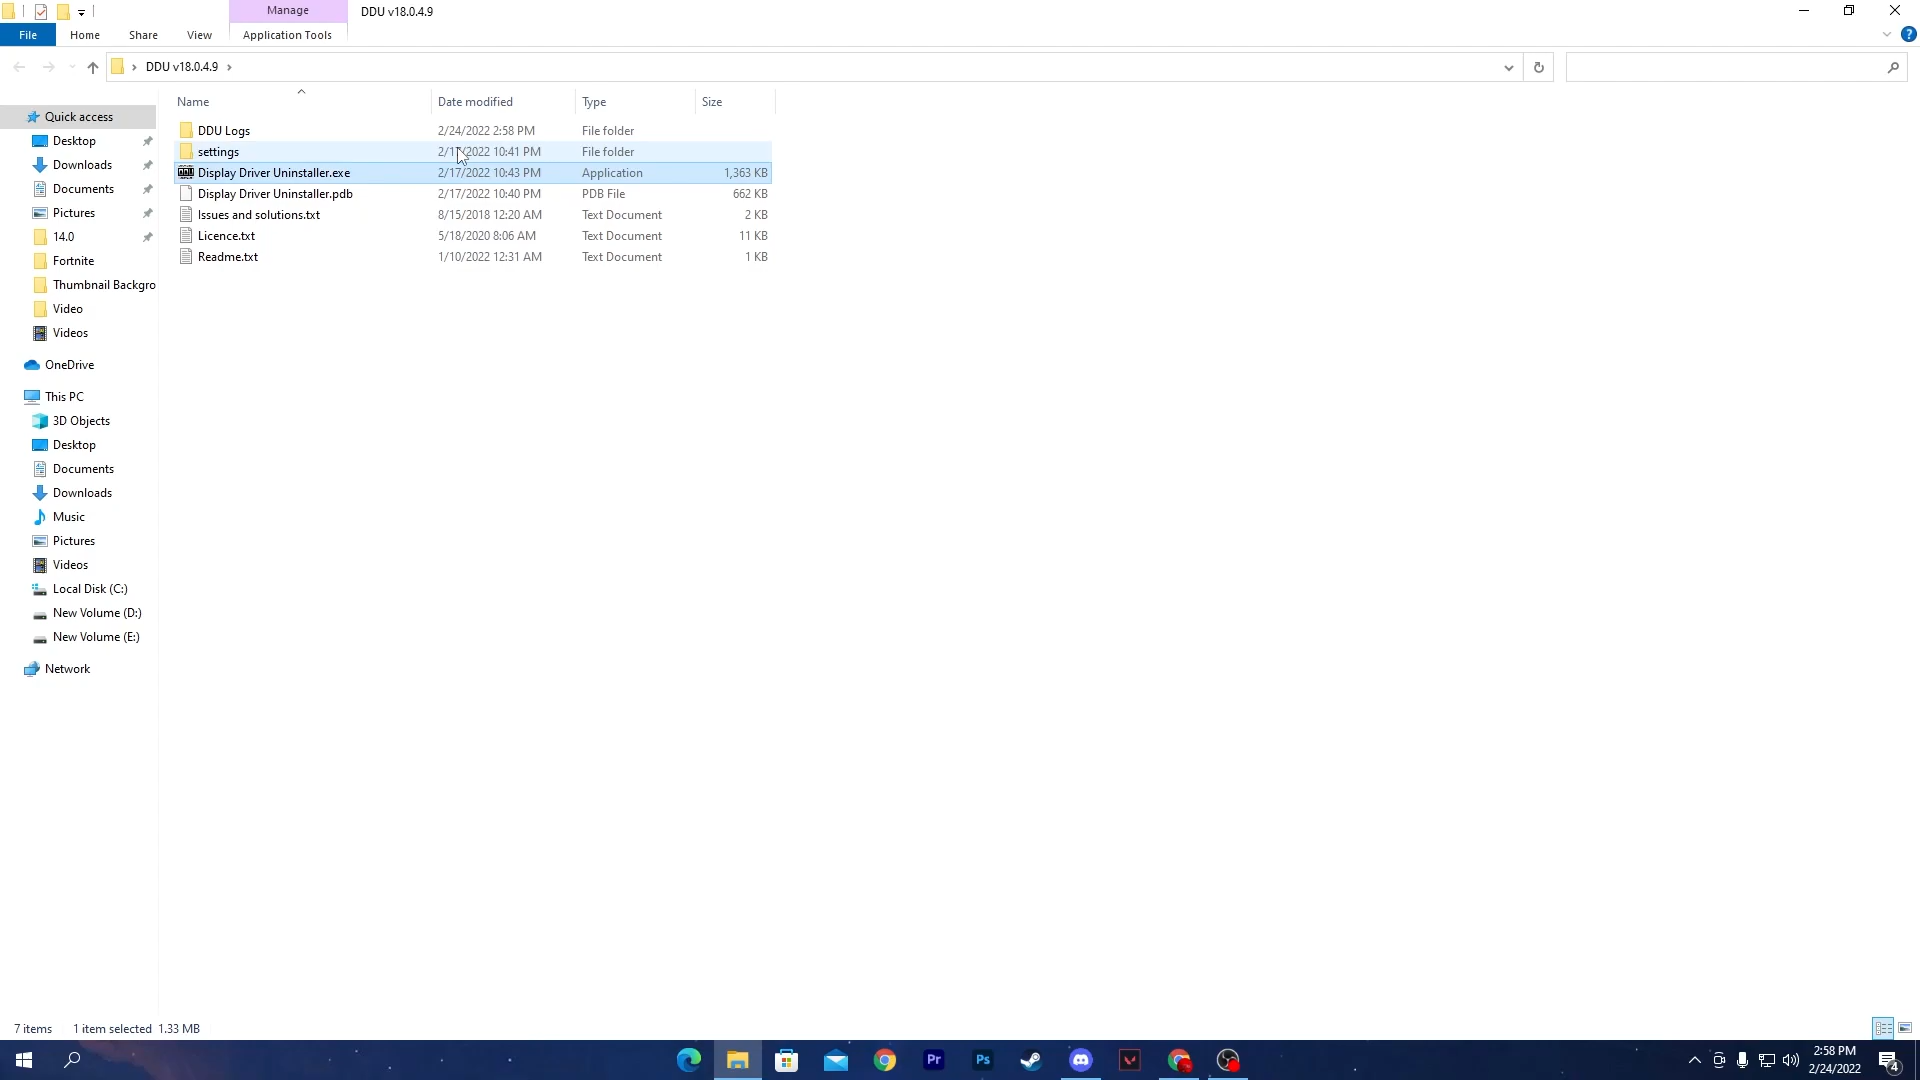 Manage
DDU v18.0.4.9
File
Home
Share
View
Application Tools
DDU v18.0.4.9
Name
Date modified
Type
Size
Quick access
Desktop
Downloads
Documents
Pictures
14.0
Fortnite
Thumbnail Backgro
Video
Videos
OneDrive
This PC
3D Objects
Desktop
Documents
Downloads
Music
Pictures
Videos
Local Disk (C:)
New Volume (D:)
New Volume (E:)
Network
DDU Logs 2/24/2022 2:58 PM File folder
settings 2/17/2022 10:41 PM File folder
Display Driver Uninstaller.exe 2/17/2022 10:43 PM Application 1,363 KB
Display Driver Uninstaller.pdb 2/17/2022 10:40 PM PDB File 662 KB
Issues and solutions.txt 8/15/2018 12:20 AM Text Document 2 KB
Licence.txt 5/18/2020 8:06 AM Text Document 11 KB
Readme.txt 1/10/2022 12:31 AM Text Document 1 KB
7 items 1 item selected 1.33 MB
Pr
Ps
2:58 PM
2/24/2022
4